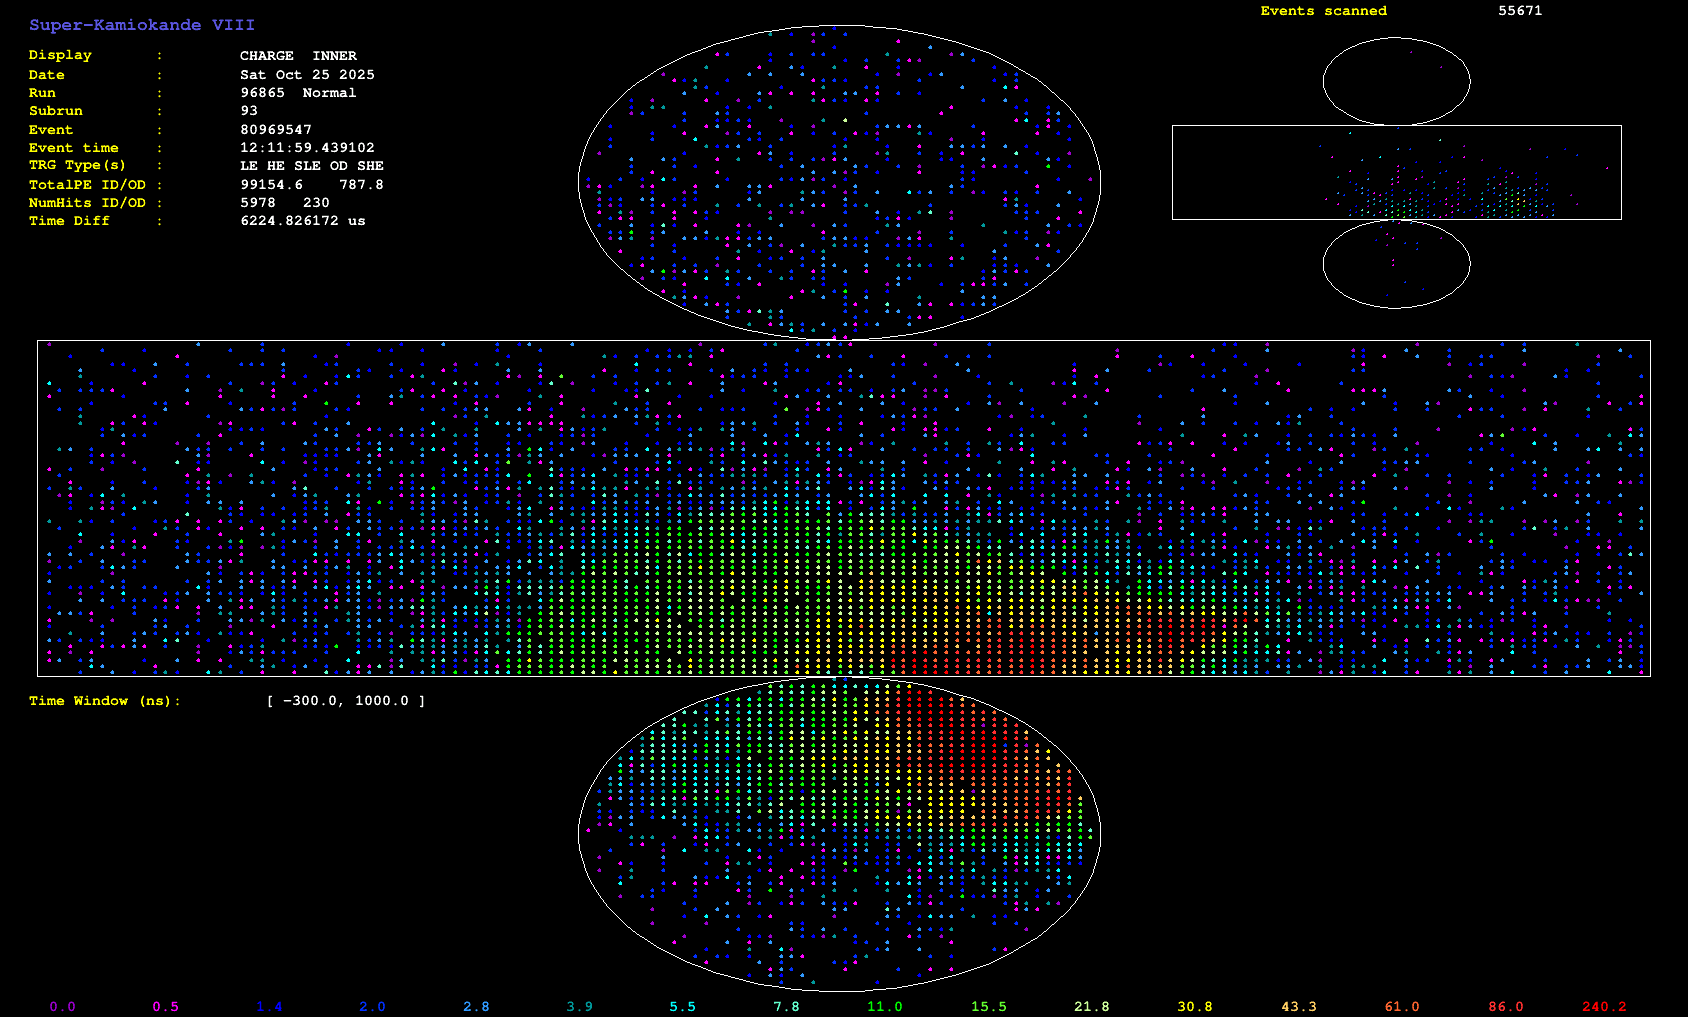 Super-Kamiokande VIII
Events scanned 55671
Display : CHARGE INNER
Date : Sat Oct 25 2025
Run : 96865 Normal
Subrun : 93
Event : 80969547
Event time : 12:11:59.439102
TRG Type(s) : LE HE SLE OD SHE
TotalPE ID/OD : 99154.6 787.8
NumHits ID/OD : 5978 230
Time Diff : 6224.826172 us
Time Window (ns): [ -300.0, 1000.0 ]
0.0 0.5 1.4 2.0 2.8 3.9 5.5 7.8 11.0 15.5 21.8 30.8 43.3 61.0 86.0 240.2